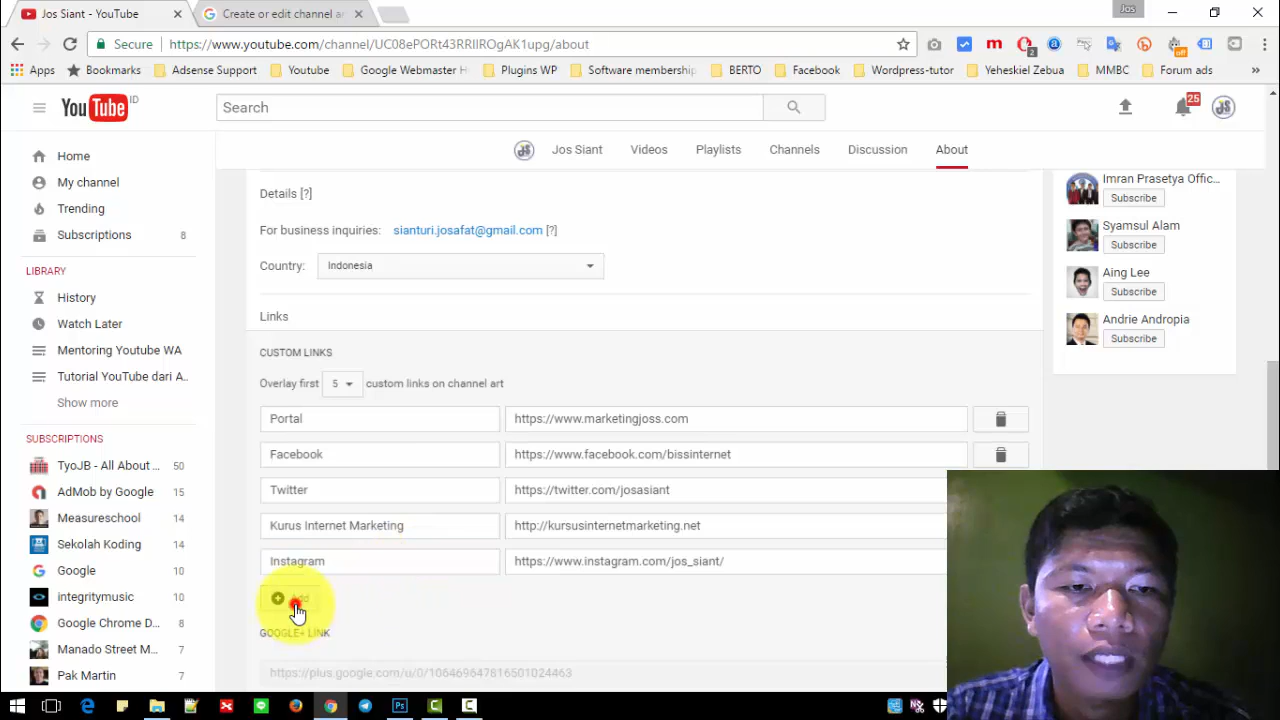 Jos Siant - YouTube
Create or edit channel a
Jos
Secure https://www.youtube.com/channel/UC08ePORt43RRIIROgAK1upg/about
Apps Bookmarks Adsense Support Youtube Google Webmaster H Plugins WP Software membership BERTO Facebook Wordpress-tutor Yeheskiel Zebua MMBC Forum ads »
YouTube ID
Search
25
Jos Siant Videos Playlists Channels Discussion About
Home
My channel
Trending
Subscriptions 8
LIBRARY
History
Watch Later
Mentoring Youtube WA
Tutorial YouTube dari A...
Show more
SUBSCRIPTIONS
TyoJB - All About ... 50
AdMob by Google 15
Measureschool 14
Sekolah Koding 14
Google 10
integritymusic 10
Google Chrome D... 8
Manado Street M... 7
Pak Martin 7
Details [?]
For business inquiries: sianturi.josafat@gmail.com [?]
Country: Indonesia
Links
CUSTOM LINKS
Overlay first 5 custom links on channel art
Portal https://www.marketingjoss.com
Facebook https://www.facebook.com/bissinternet
Twitter https://twitter.com/josasiant
Kurus Internet Marketing http://kursusinternetmarketing.net
Instagram https://www.instagram.com/jos_siant/
Add
GOOGLE+ LINK
https://plus.google.com/u/0/106469647816501024463
Imran Prasetya Offic...
Subscribe
Syamsul Alam
Subscribe
Aing Lee
Subscribe
Andrie Andropia
Subscribe